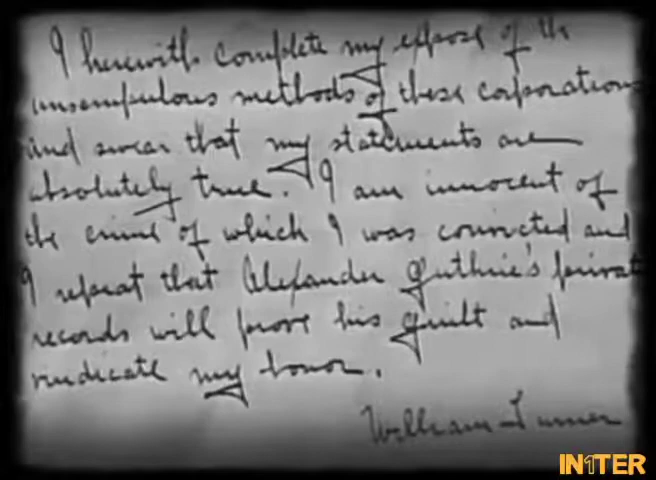 I herewith complete my exposé of the
unscrupulous methods of these corporations
and swear that my statements are
absolutely true. I am innocent of
the crime of which I was convicted and
I repeat that Alexander Guthrie's private
records will prove his guilt and
vindicate my honor.
William Turner
IN1TER